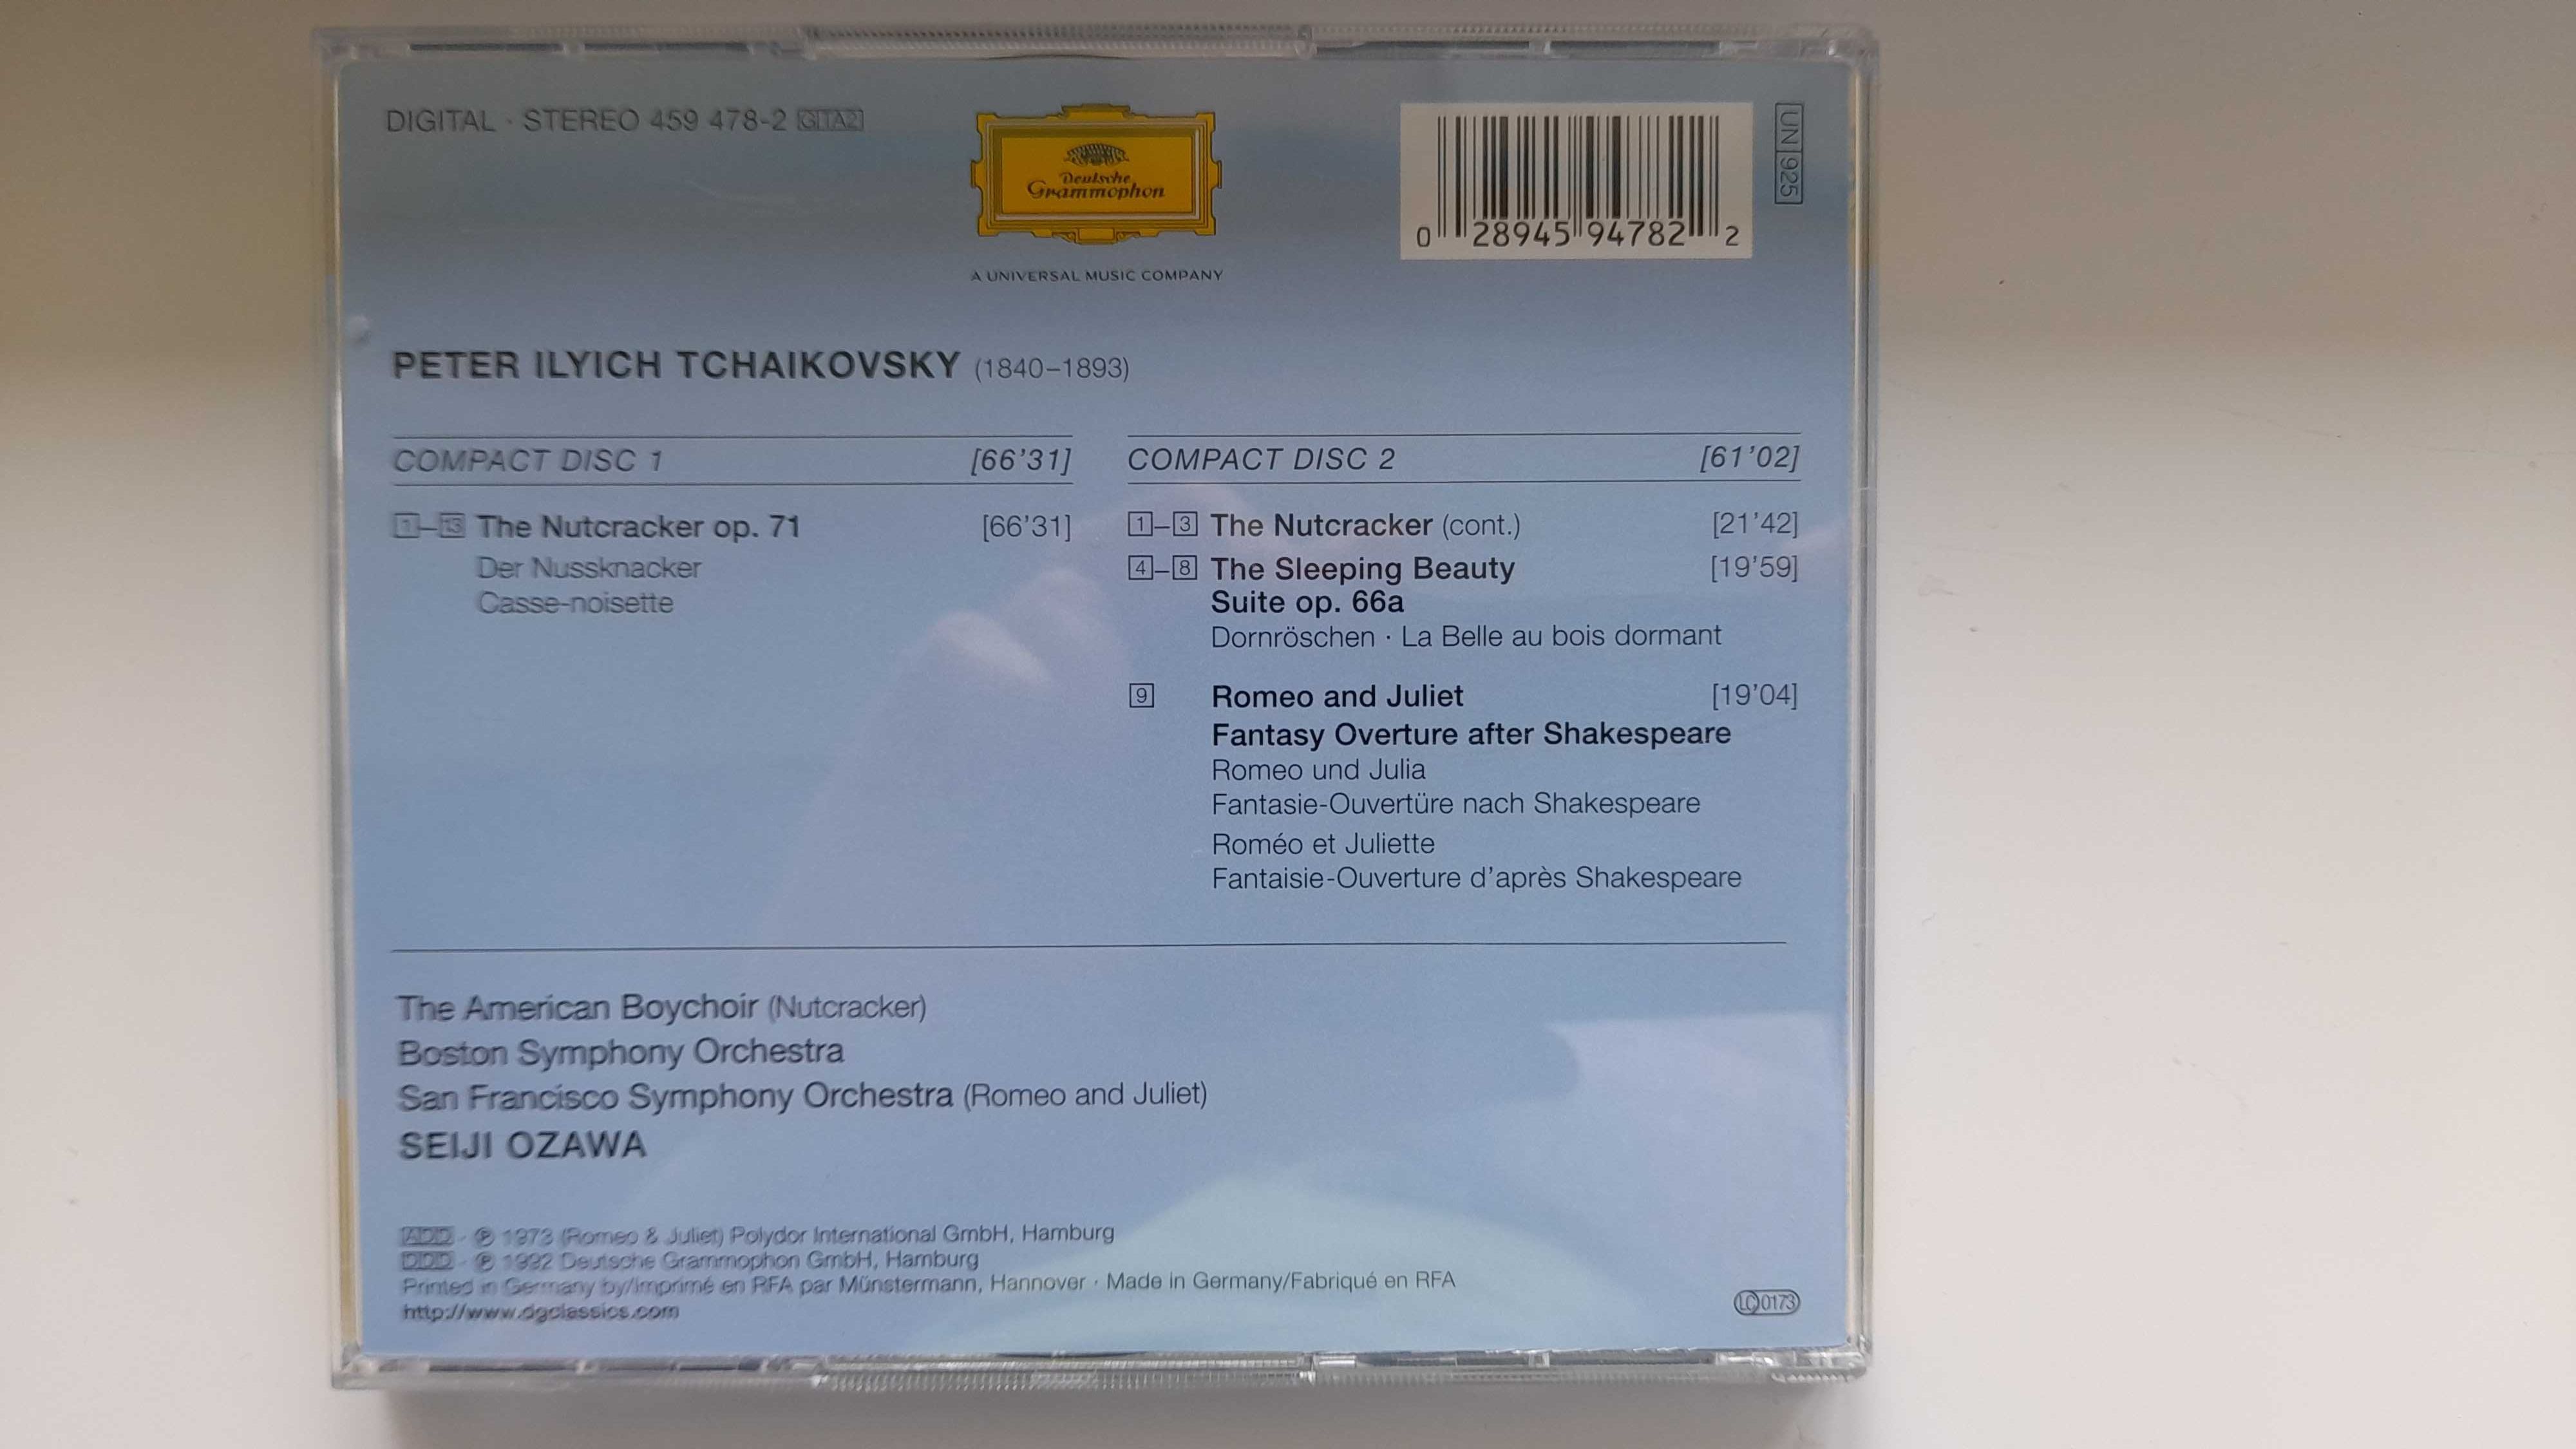 DIGITAL · STEREO 459 478-2 GITA2
Deutsche
Grammophon
A UNIVERSAL MUSIC COMPANY
0 28945 94782 2
UN 925
PETER ILYICH TCHAIKOVSKY (1840–1893)
COMPACT DISC 1 [66'31]
1–13 The Nutcracker op. 71 [66'31]
Der Nussknacker
Casse-noisette
COMPACT DISC 2 [61'02]
1–3 The Nutcracker (cont.) [21'42]
4–8 The Sleeping Beauty [19'59]
Suite op. 66a
Dornröschen · La Belle au bois dormant
9 Romeo and Juliet [19'04]
Fantasy Overture after Shakespeare
Romeo und Julia
Fantasie-Ouvertüre nach Shakespeare
Roméo et Juliette
Fantaisie-Ouverture d'après Shakespeare
The American Boychoir (Nutcracker)
Boston Symphony Orchestra
San Francisco Symphony Orchestra (Romeo and Juliet)
SEIJI OZAWA
ADD · ℗ 1973 (Romeo & Juliet) Polydor International GmbH, Hamburg
DDD · ℗ 1992 Deutsche Grammophon GmbH, Hamburg
Printed in Germany by/Imprimé en RFA par Münstermann, Hannover · Made in Germany/Fabriqué en RFA
http://www.dgclassics.com
LC 0173